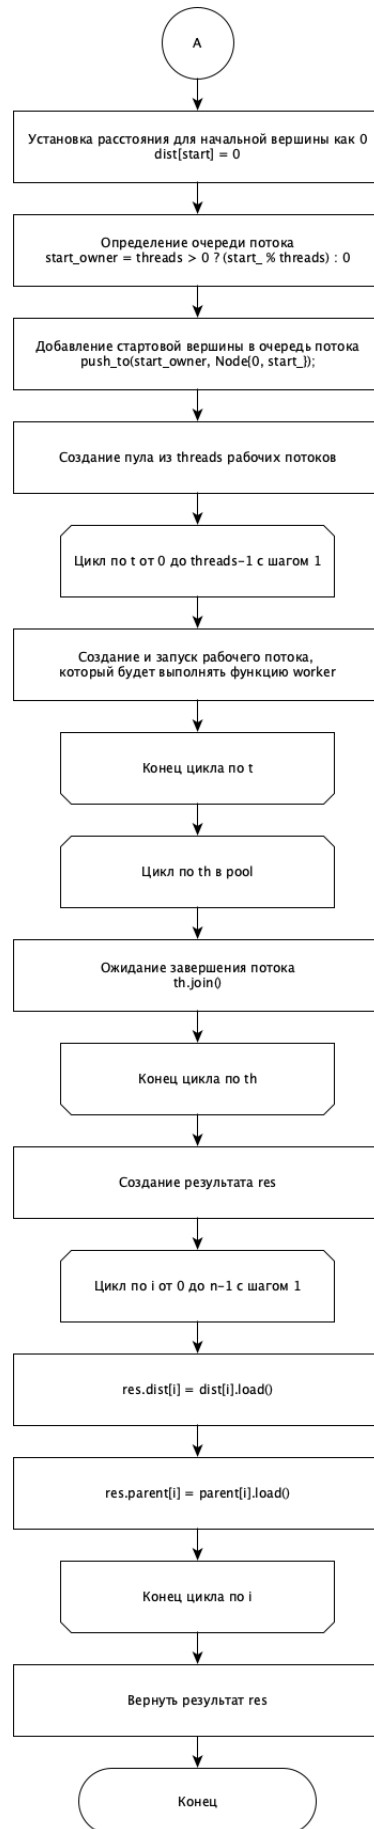 A
Установка расстояния для начальной вершины как 0
dist[start] = 0
Определение очереди потока
start_owner = threads > 0 ? (start_ % threads) : 0
Добавление стартовой вершины в очередь потока
push_to(start_owner, Node{0, start_});
Создание пула из threads рабочих потоков
Цикл по t от 0 до threads-1 с шагом 1
Создание и запуск рабочего потока,
который будет выполнять функцию worker
Конец цикла по t
Цикл по th в pool
Ожидание завершения потока
th.join()
Конец цикла по th
Создание результата res
Цикл по i от 0 до n-1 с шагом 1
res.dist[i] = dist[i].load()
res.parent[i] = parent[i].load()
Конец цикла по i
Вернуть результат res
Конец